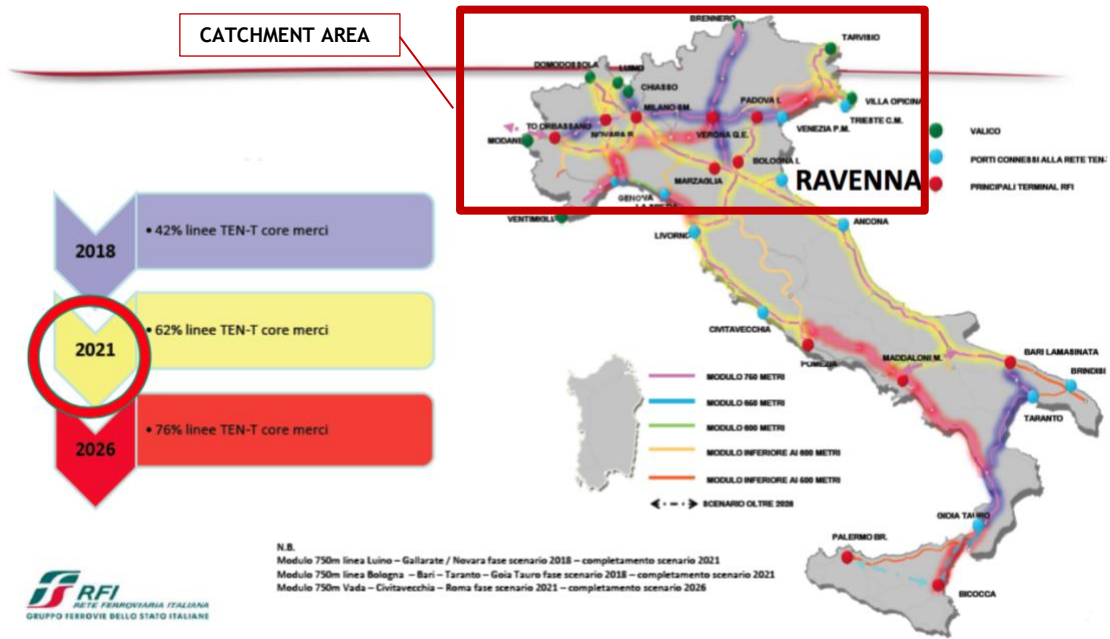 CATCHMENT AREA
BRENNERO
TARVISIO
DOMODOSSOLA
LUINO
CHIASSO
MILANO SM.
PADOVA I.
VILLA OPICINA
TRIESTE C.M.
TO ORBASSANO
NOVARA B.
VERONA Q.E.
VENEZIA P.M.
MODANE
BOLOGNA I.
MARZAGLIA
RAVENNA
GENOVA
LA SPEZIA
VENTIMIGLI
LIVORNO
ANCONA
VALICO
PORTI CONNESSI ALLA RETE TEN-
PRINCIPALI TERMINAL RFI
2018
• 42% linee TEN-T core merci
2021
• 62% linee TEN-T core merci
2026
• 76% linee TEN-T core merci
CIVITAVECCHIA
POMEZIA
MADDALONI M.
BARI LAMASINATA
BRINDISI
TARANTO
MODULO 750 METRI
MODULO 650 METRI
MODULO 600 METRI
MODULO INFERIORE AI 600 METRI
MODULO INFERIORE AI 500 METRI
SCENARIO OLTRE 2026
GIOIA TAURO
PALERMO BR.
BICOCCA
N.B.
Modulo 750m linea Luino – Gallarate / Novara fase scenario 2018 – completamento scenario 2021
Modulo 750m linea Bologna – Bari – Taranto – Goia Tauro fase scenario 2018 – completamento scenario 2021
Modulo 750m Vada – Civitavecchia – Roma fase scenario 2021 – completamento scenario 2026
RFI
RETE FERROVIARIA ITALIANA
GRUPPO FERROVIE DELLO STATO ITALIANE